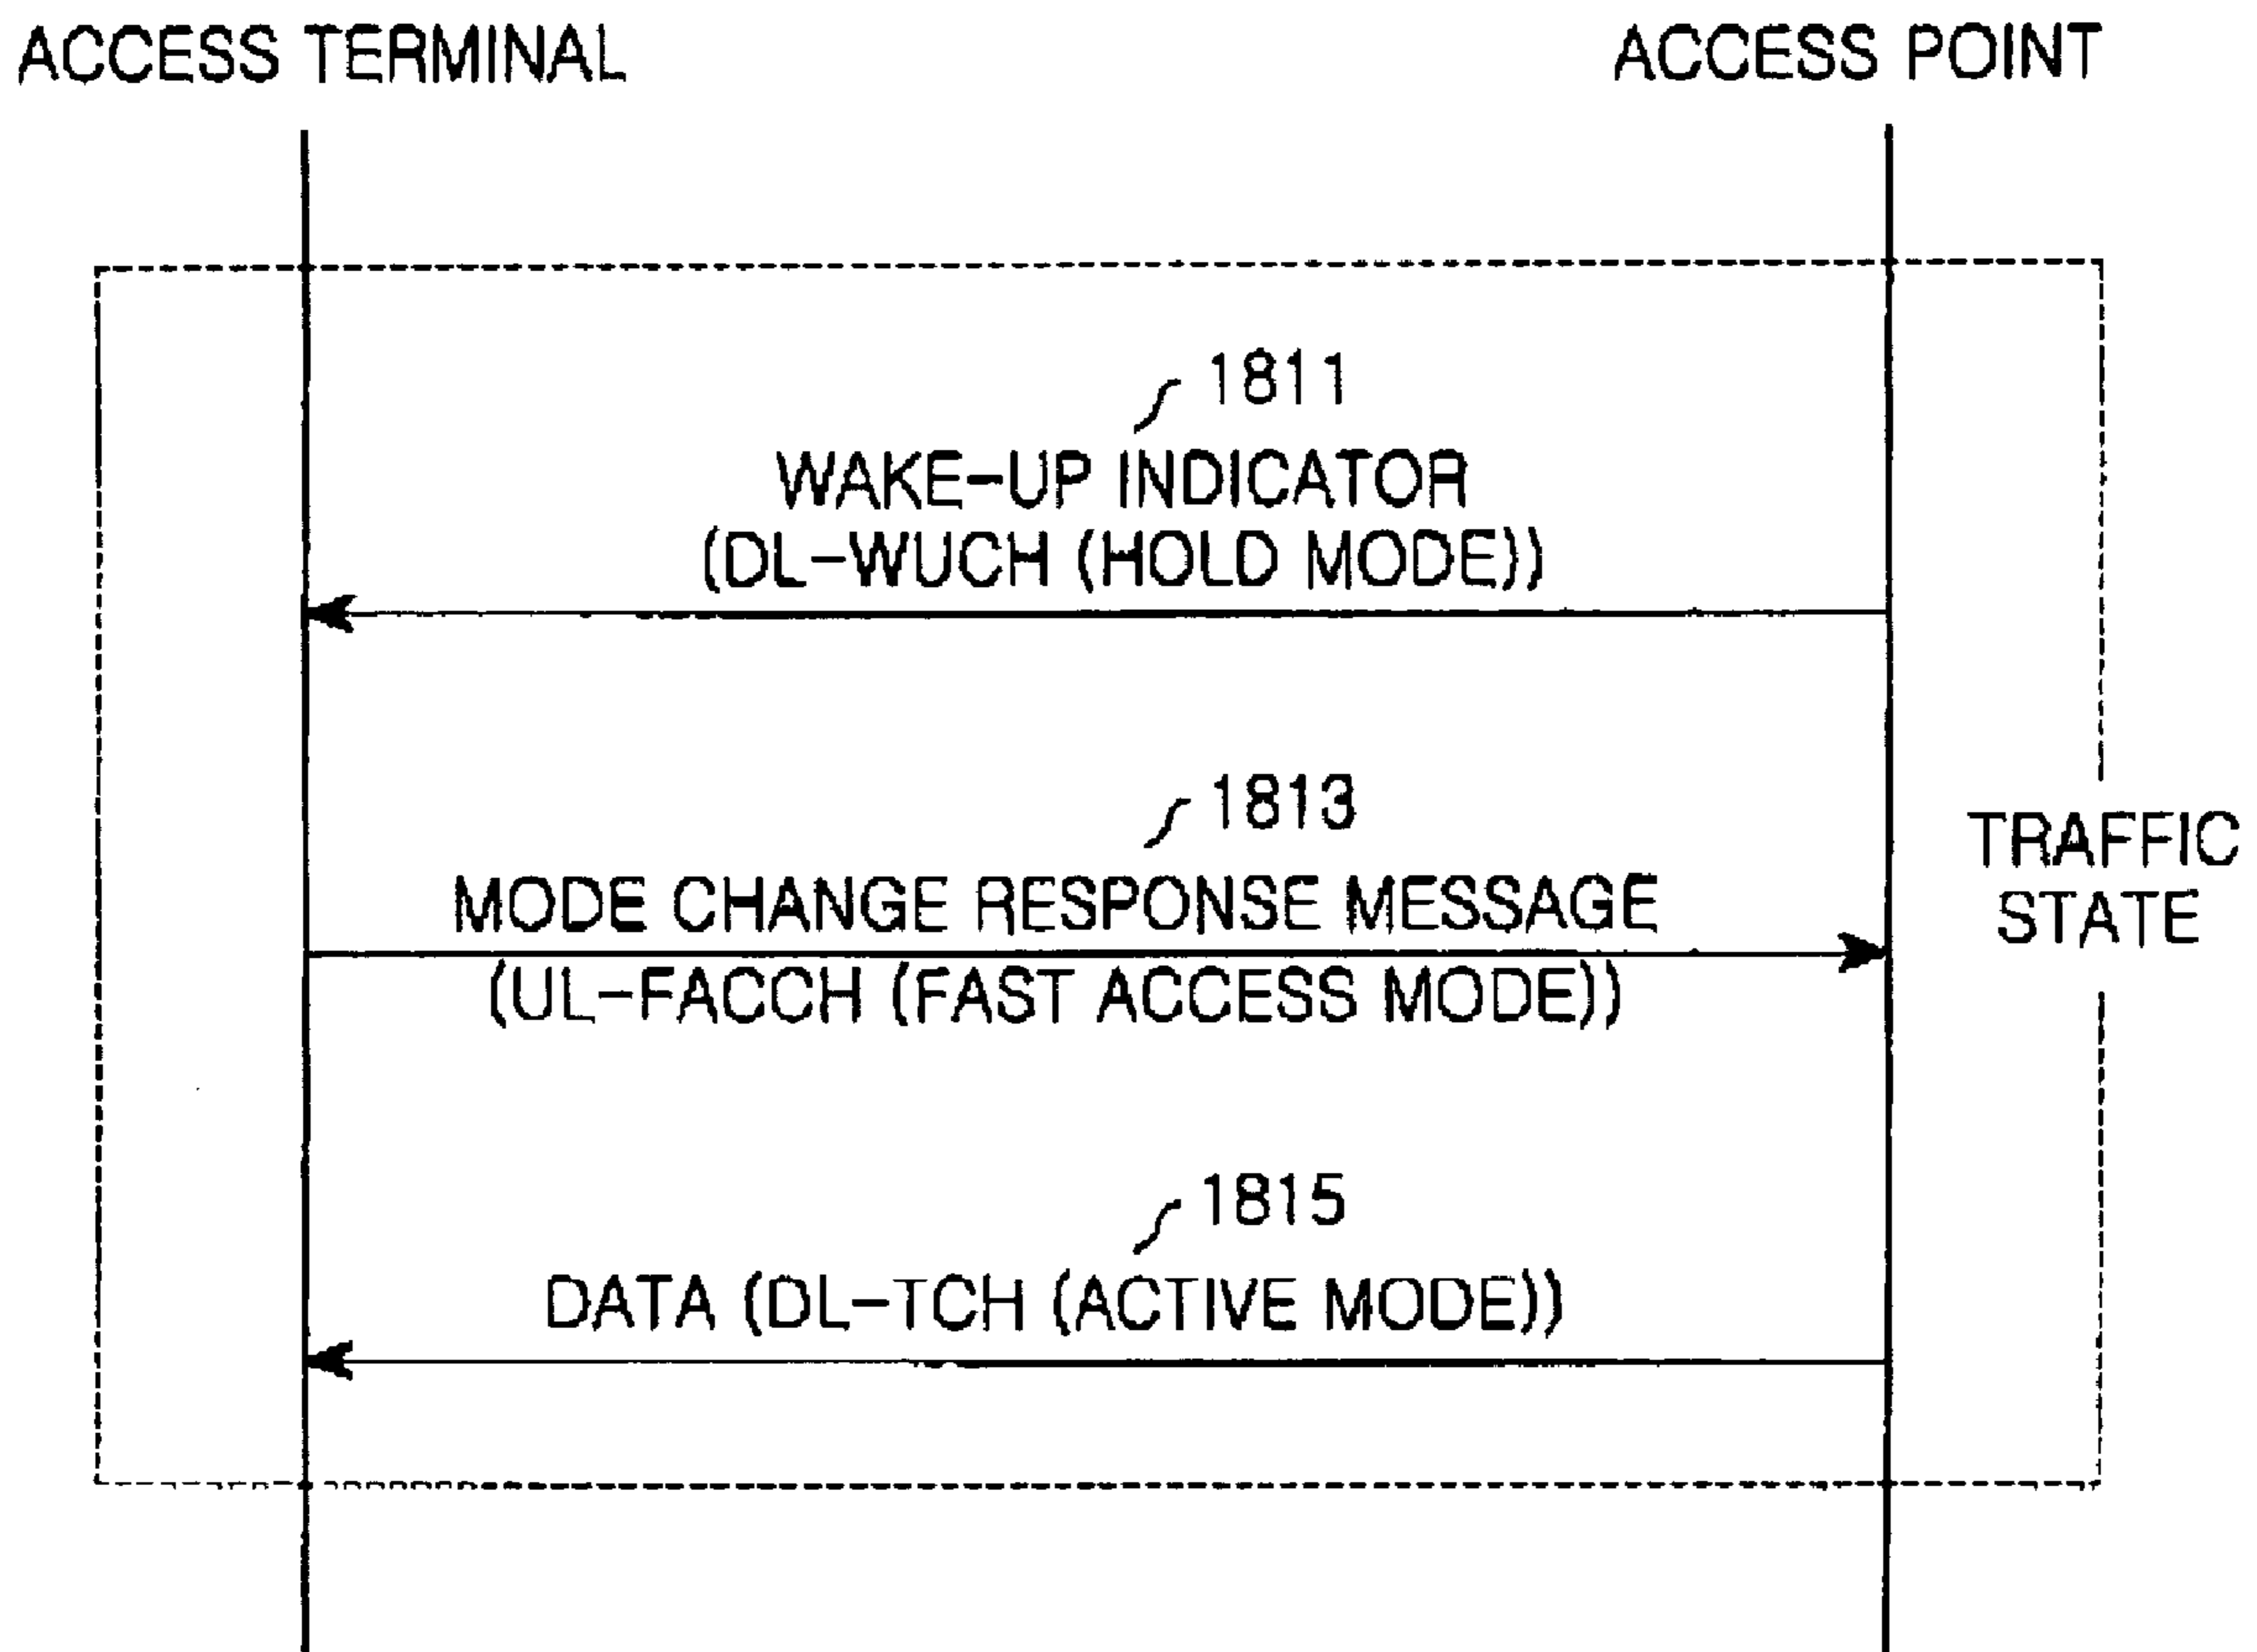 ACCESS TERMINAL
ACCESS POINT
1811
WAKE-UP INDICATOR
(DL-WUCH (HOLD MODE))
1813
MODE CHANGE RESPONSE MESSAGE
(UL-FACCH (FAST ACCESS MODE))
TRAFFIC
STATE
1815
DATA (DL-TCH (ACTIVE MODE))